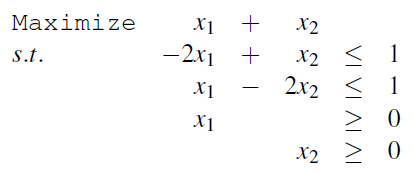 Maximize x₁ + x₂
s.t. −2x₁ + x₂ ≤ 1
x₁ − 2x₂ ≤ 1
x₁ ≥ 0
x₂ ≥ 0